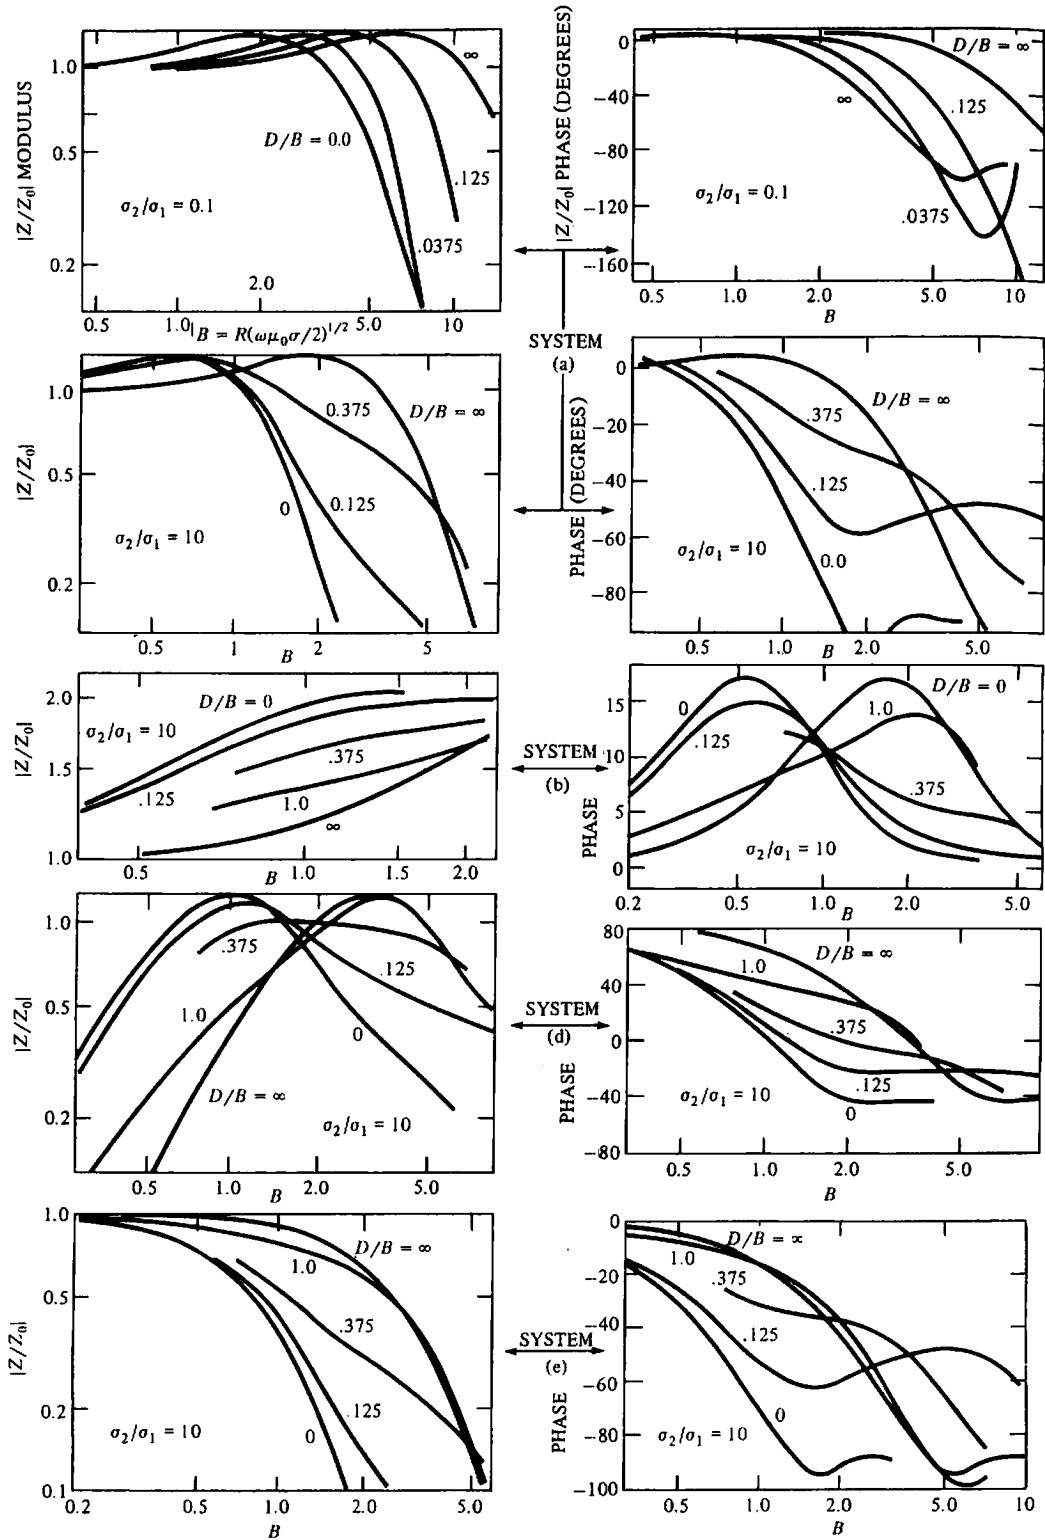 |Z/Z₀| MODULUS
1.0
0.5
0.2
D/B = 0.0
σ₂/σ₁ = 0.1
∞
.125
.0375
2.0
0.5
1.0
5.0
10
B = R(ωμ₀σ/2)^1/2
|Z/Z₀| PHASE (DEGREES)
0
−40
−80
−120
−160
D/B = ∞
∞
.125
.0375
σ₂/σ₁ = 0.1
0.5
1.0
2.0
5.0
10
B
SYSTEM
(a)
|Z/Z₀|
1.0
0.5
0.2
0.375
D/B = ∞
0
0.125
σ₂/σ₁ = 10
0.5
1
2
5
B
PHASE (DEGREES)
0
−20
−40
−60
−80
.375
D/B = ∞
.125
0.0
σ₂/σ₁ = 10
0.5
1.0
2.0
5.0
B
|Z/Z₀|
2.0
1.5
1.0
D/B = 0
σ₂/σ₁ = 10
.375
.125
1.0
∞
0.5
1.0
1.5
2.0
B
SYSTEM
(b)
PHASE
15
10
5
0
D/B = 0
0
1.0
.125
.375
σ₂/σ₁ = 10
0.2
0.5
1.0
2.0
5.0
B
|Z/Z₀|
1.0
0.5
0.2
.375
.125
1.0
0
D/B = ∞
σ₂/σ₁ = 10
0.5
1.0
2.0
5.0
B
SYSTEM
(d)
PHASE
80
40
0
−40
−80
D/B = ∞
1.0
.375
.125
0
σ₂/σ₁ = 10
0.5
1.0
2.0
5.0
B
|Z/Z₀|
1.0
0.5
0.2
0.1
D/B = ∞
1.0
.375
.125
0
σ₂/σ₁ = 10
0.2
0.5
1.0
2.0
5.0
B
SYSTEM
(e)
PHASE
0
−20
−40
−60
−80
−100
D/B = ∞
1.0
.375
.125
0
σ₂/σ₁ = 10
0.5
1.0
2.0
5.0
10
B